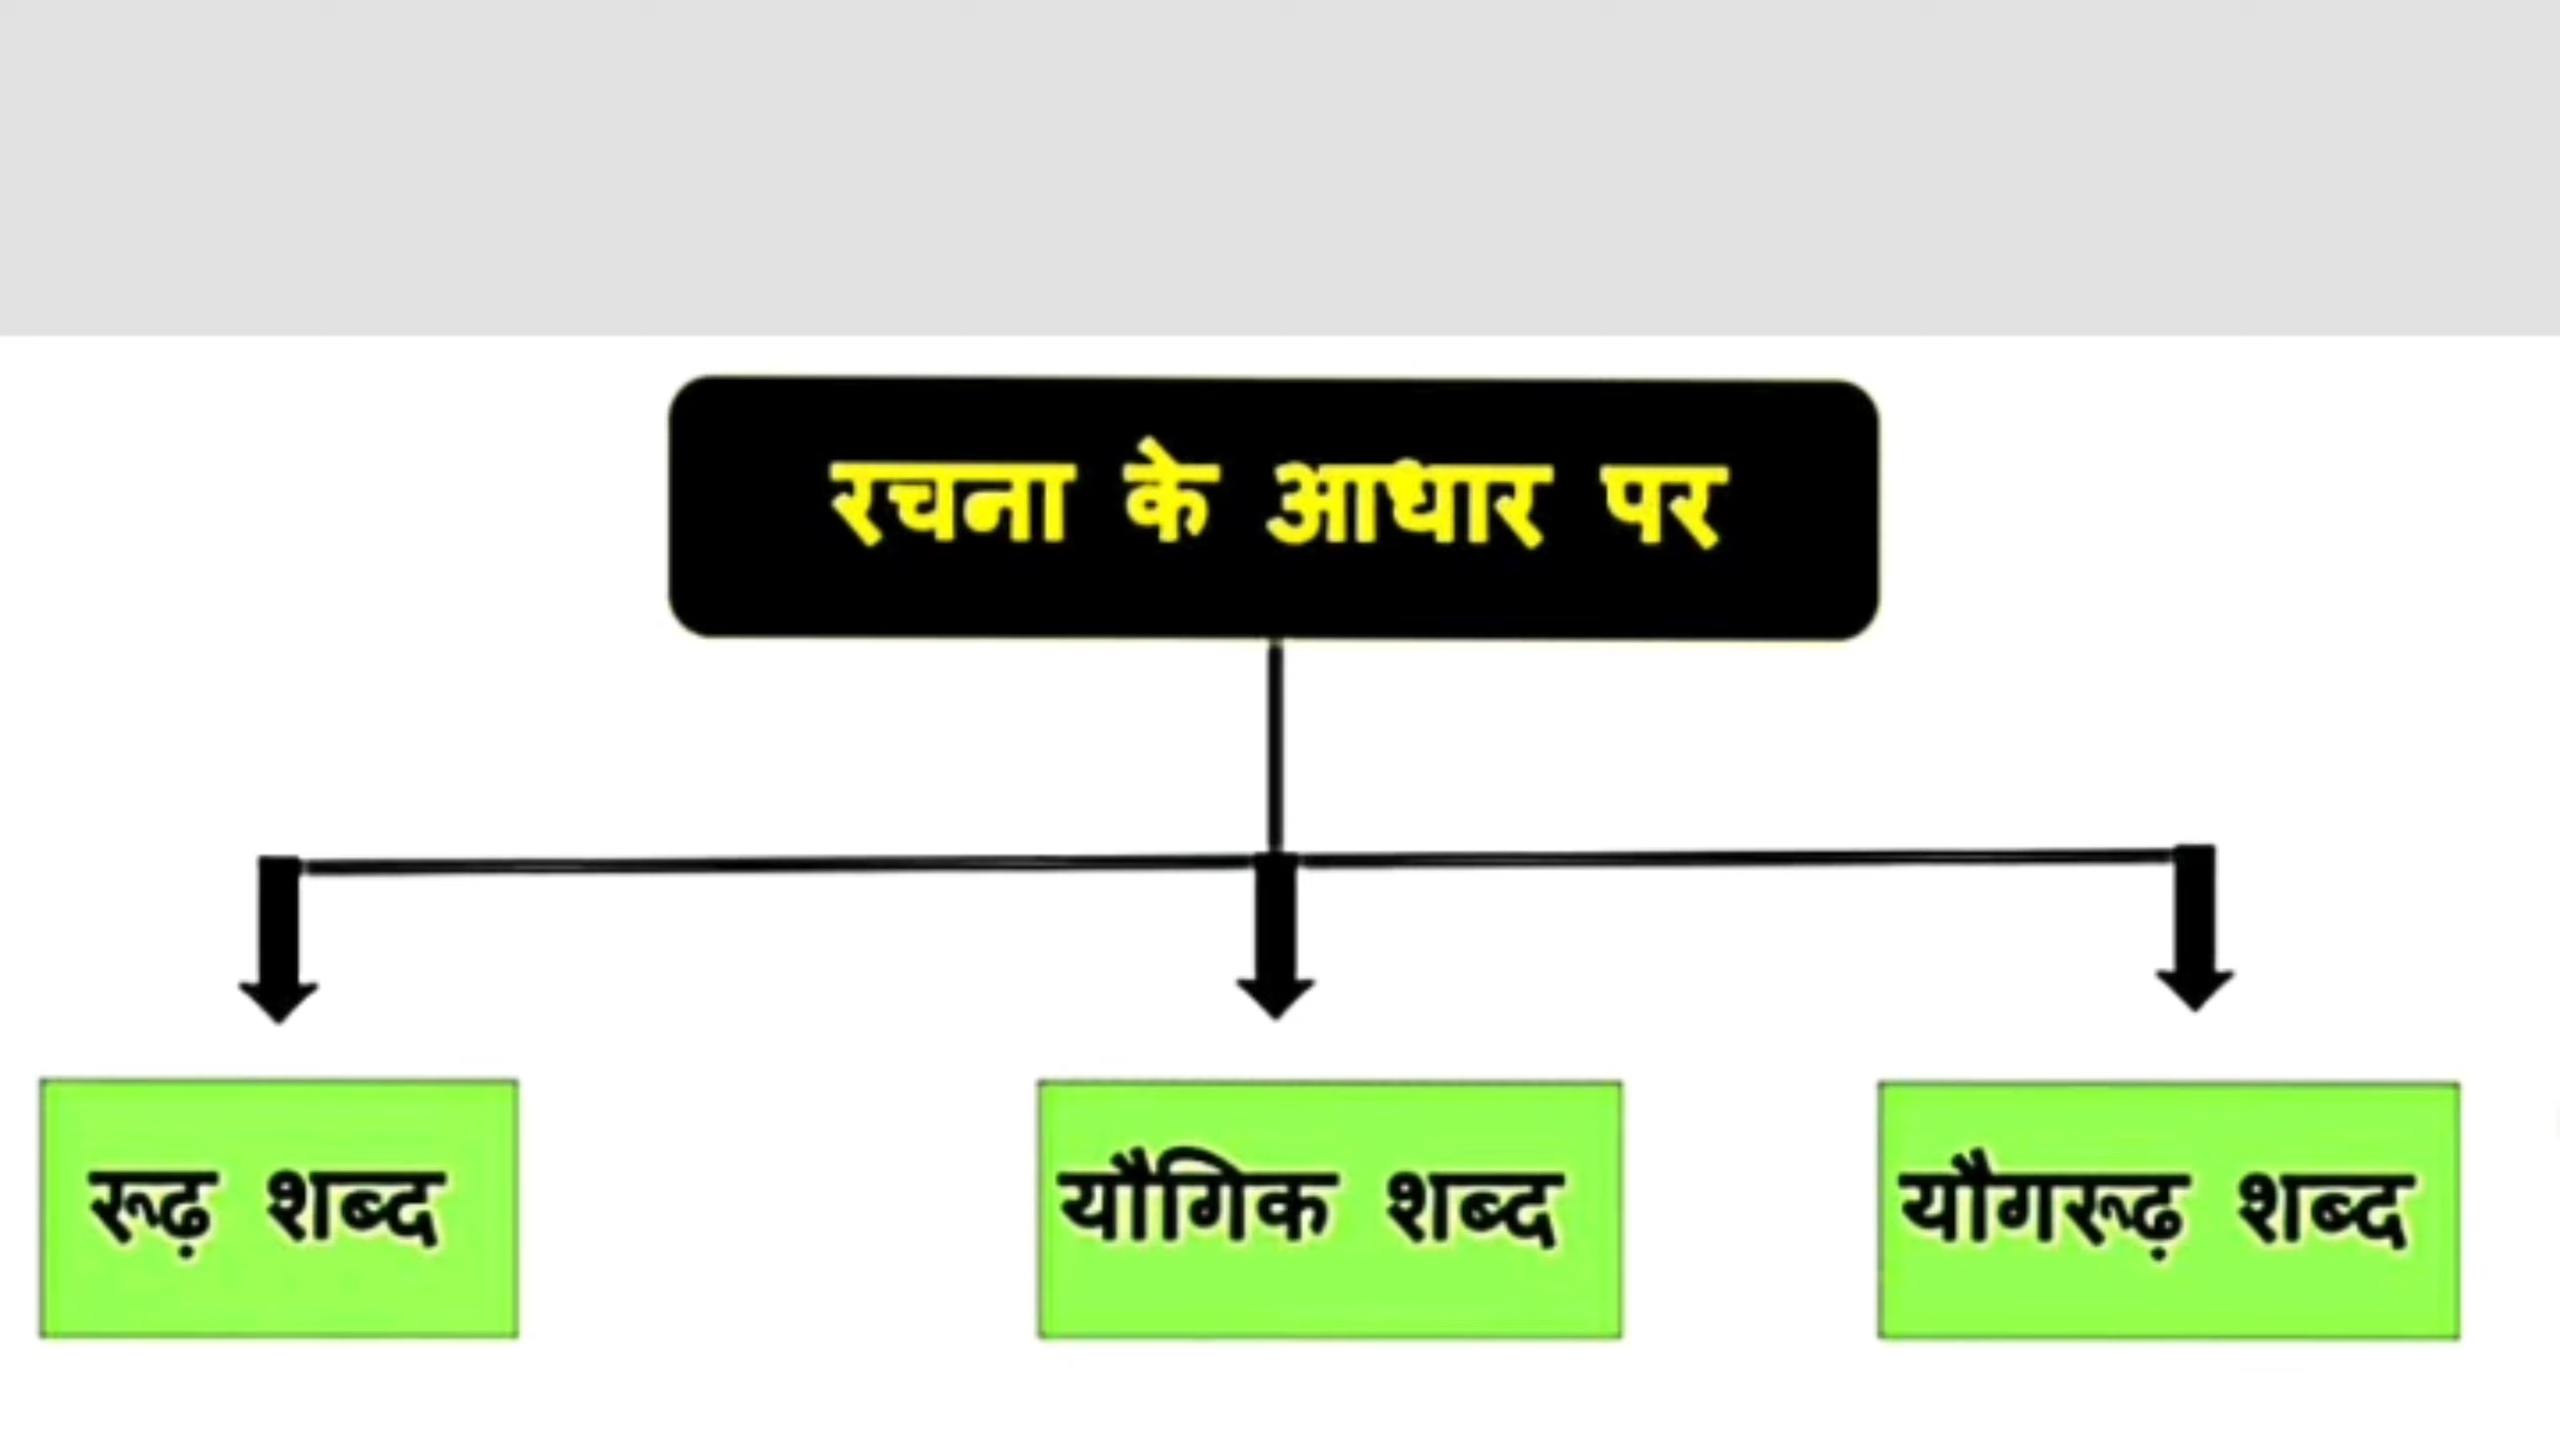 रचना के आधार पर
रूढ़ शब्द
यौगिक शब्द
यौगरूढ़ शब्द